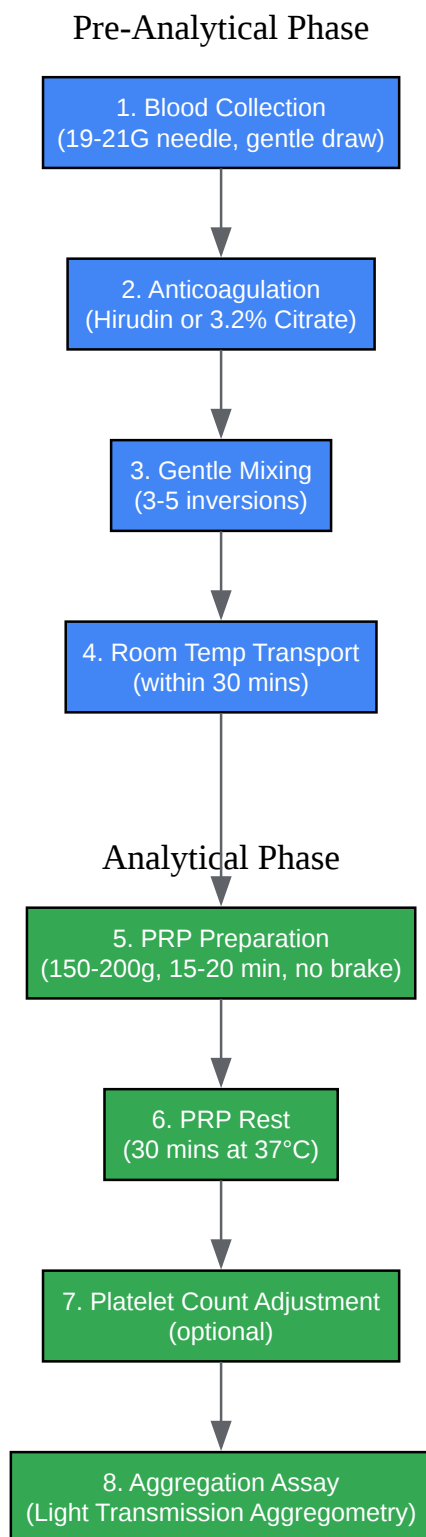 Pre-Analytical Phase
1. Blood Collection
(19-21G needle, gentle draw)
2. Anticoagulation
(Hirudin or 3.2% Citrate)
3. Gentle Mixing
(3-5 inversions)
4. Room Temp Transport
(within 30 mins)
Analytical Phase
5. PRP Preparation
(150-200g, 15-20 min, no brake)
6. PRP Rest
(30 mins at 37°C)
7. Platelet Count Adjustment
(optional)
8. Aggregation Assay
(Light Transmission Aggregometry)